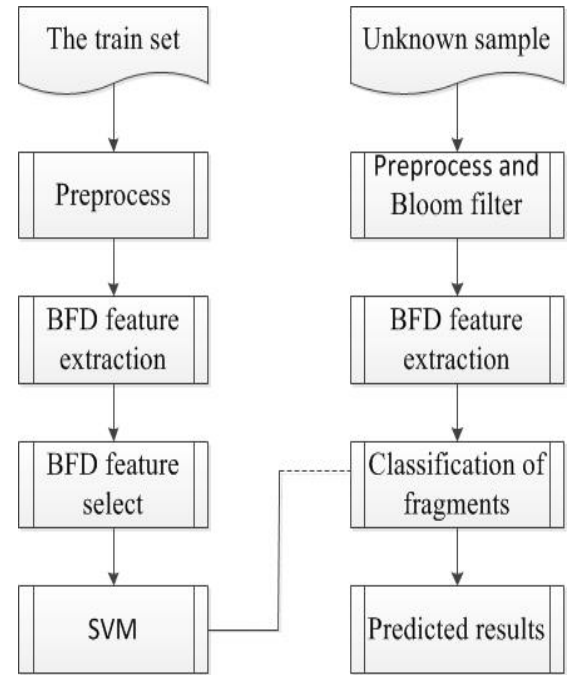 The train set
Preprocess
BFD feature
extraction
BFD feature
select
SVM
Unknown sample
Preprocess and
Bloom filter
BFD feature
extraction
Classification of
fragments
Predicted results